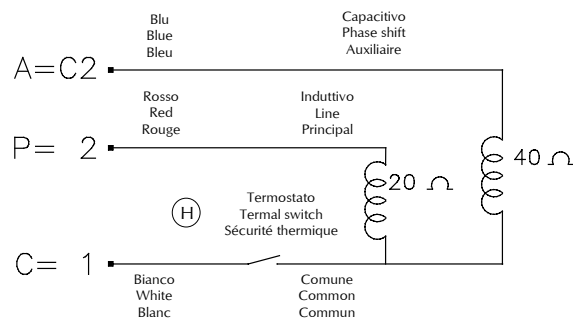 Blu
Blue
Bleu
Capacitivo
Phase shift
Auxiliaire
A=C2
Rosso
Red
Rouge
Induttivo
Line
Principal
P= 2
40 Ω
20 Ω
H
Termostato
Termal switch
Sécurité thermique
C= 1
Bianco
White
Blanc
Comune
Common
Commun